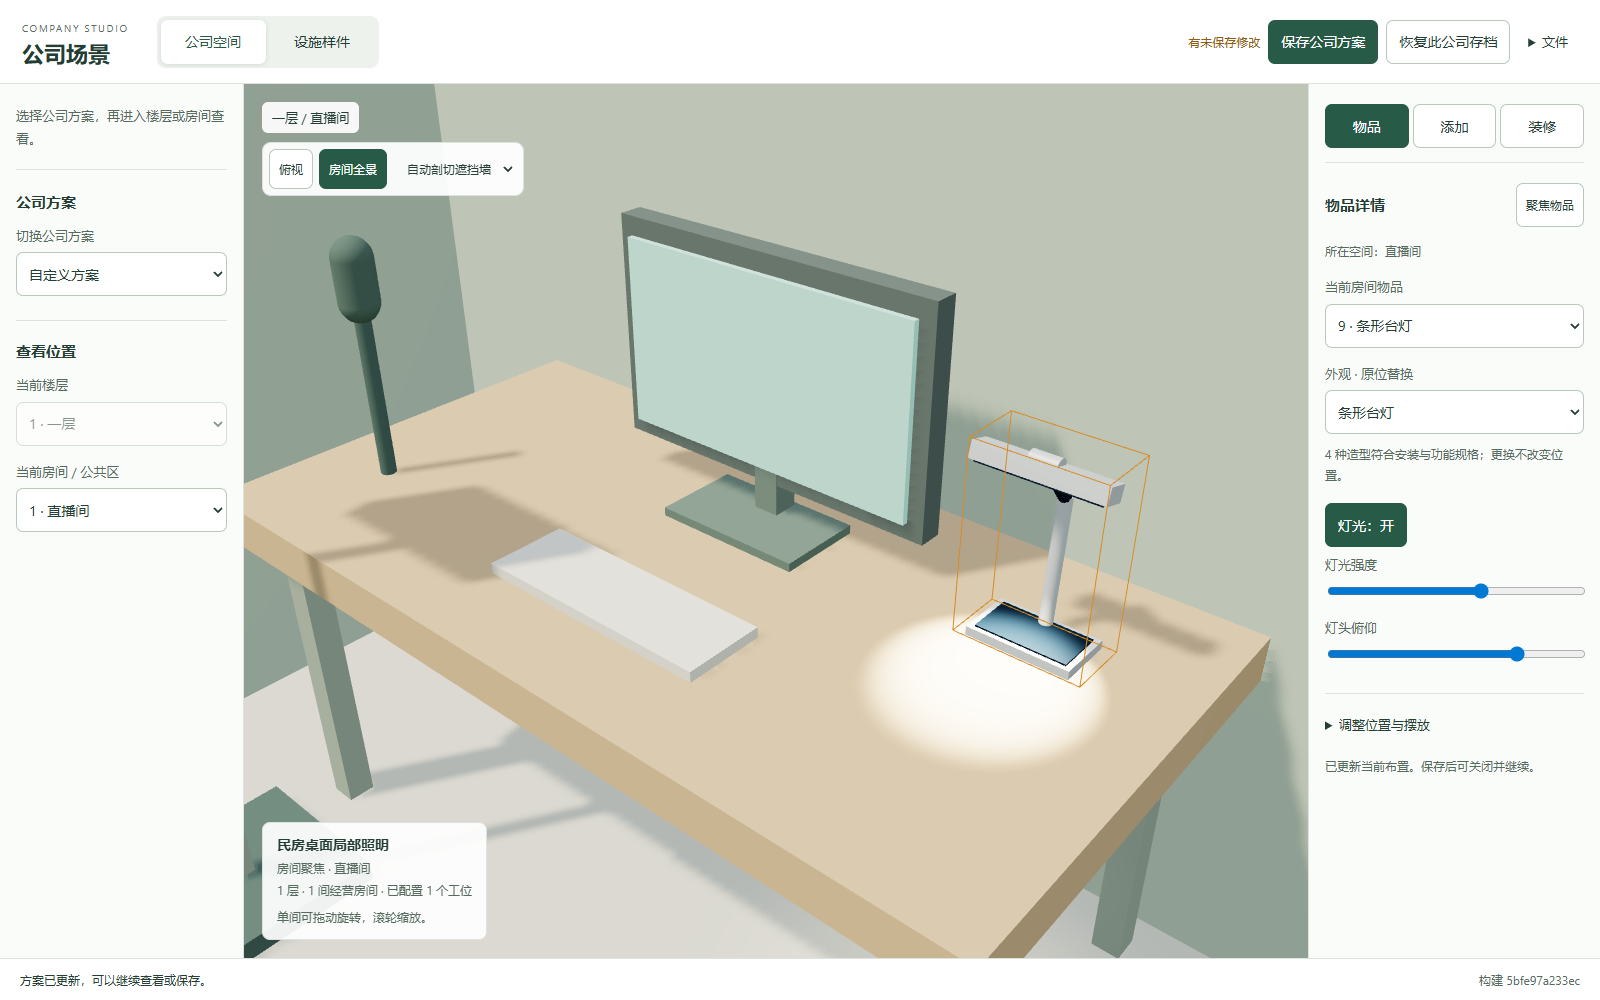 COMPANY STUDIO
公司场景
公司空间
设施样件
有未保存修改
保存公司方案
恢复此公司存档
▶ 文件
选择公司方案，再进入楼层或房间查
看。
公司方案
切换公司方案
自定义方案
查看位置
当前楼层
1 · 一层
当前房间 / 公共区
1 · 直播间
一层 / 直播间
俯视
房间全景
自动剖切遮挡墙
民房桌面局部照明
房间聚焦 · 直播间
1 层 · 1 间经营房间 · 已配置 1 个工位
单间可拖动旋转，滚轮缩放。
物品
添加
装修
物品详情
聚焦物品
所在空间：直播间
当前房间物品
9 · 条形台灯
外观 · 原位替换
条形台灯
4 种造型符合安装与功能规格；更换不改变位
置。
灯光：开
灯光强度
灯头俯仰
▶ 调整位置与摆放
已更新当前布置。保存后可关闭并继续。
方案已更新，可以继续查看或保存。
构建 5bfe97a233ec